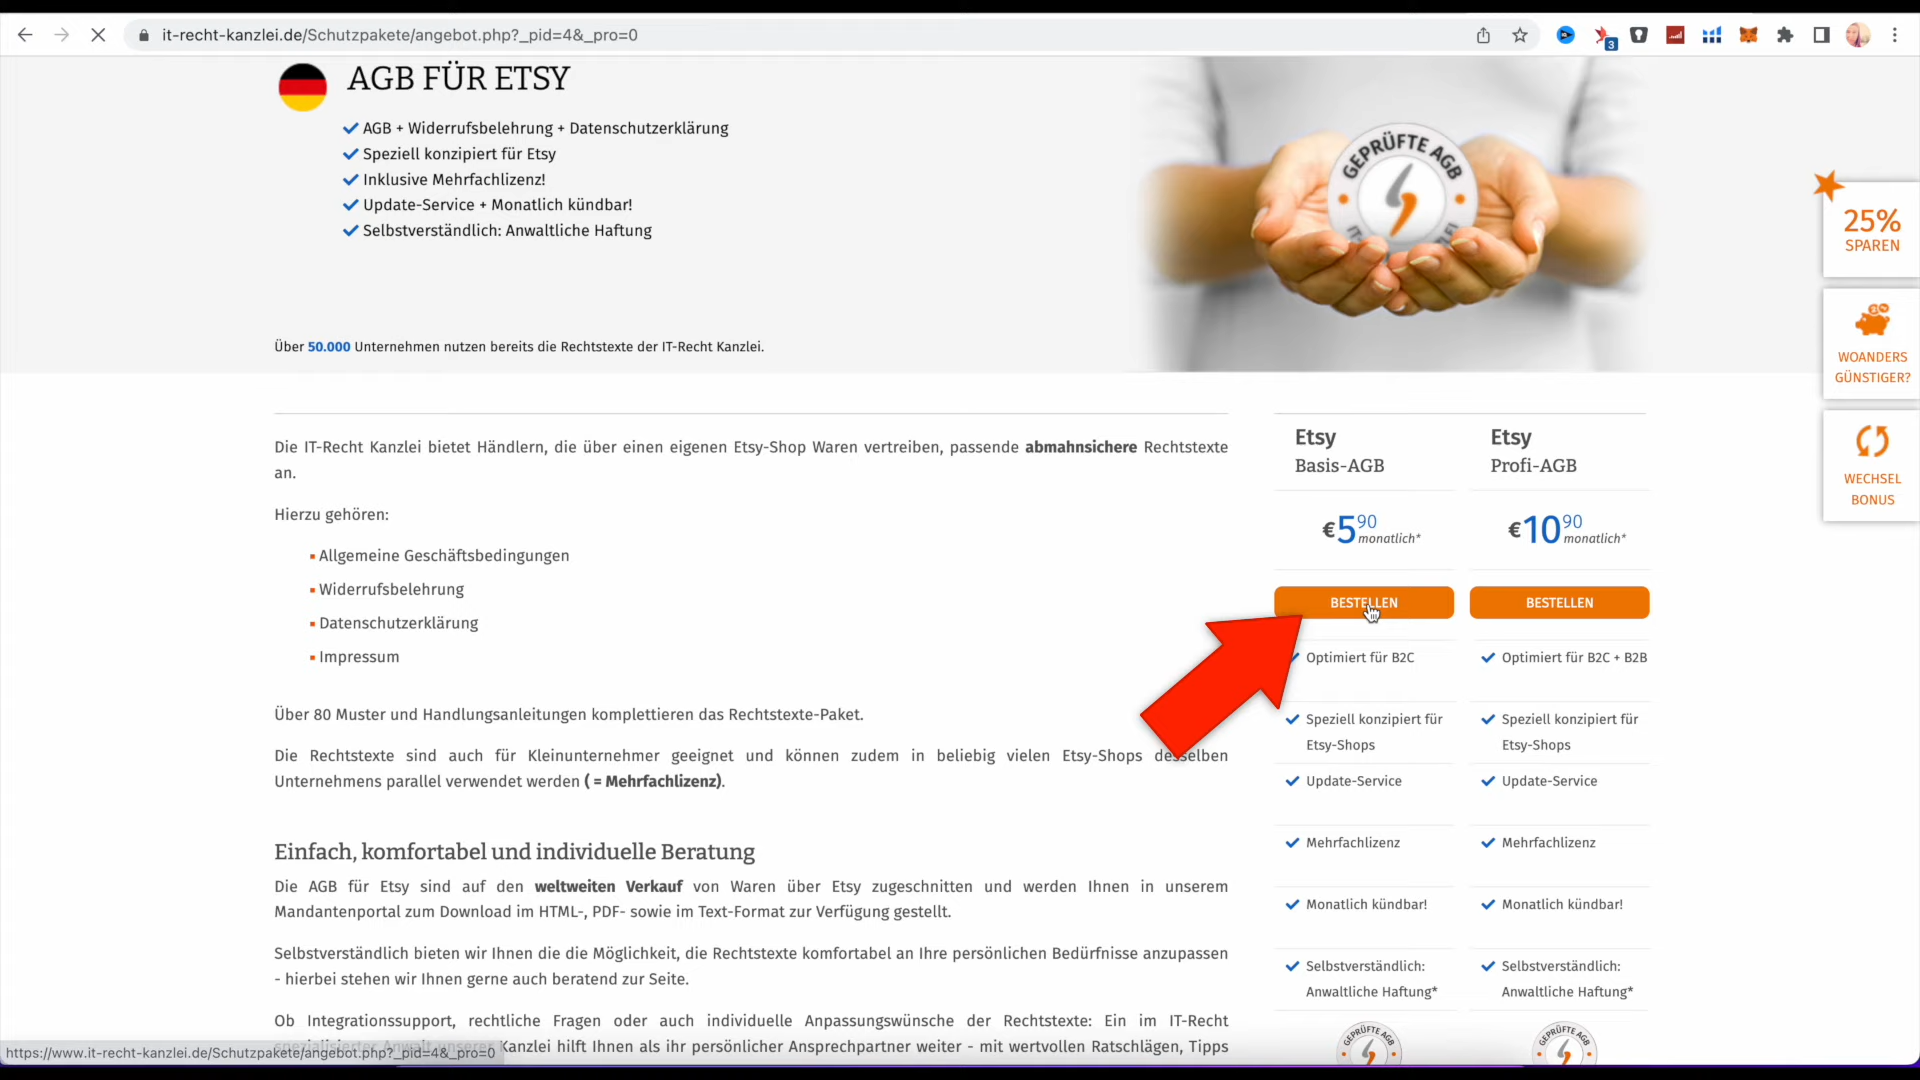 it-recht-kanzlei.de/Schutzpakete/angebot.php?_pid=4&_pro=0
3
AGB FÜR ETSY
AGB + Widerrufsbelehrung + Datenschutzerklärung
Speziell konzipiert für Etsy
Inklusive Mehrfachlizenz!
Update-Service + Monatlich kündbar!
Selbstverständlich: Anwaltliche Haftung
Über 50.000 Unternehmen nutzen bereits die Rechtstexte der IT-Recht Kanzlei.
GEPRÜFTE AGB
25%
SPAREN
WOANDERS
GÜNSTIGER?
WECHSEL
BONUS
Die IT-Recht Kanzlei bietet Händlern, die über einen eigenen Etsy-Shop Waren vertreiben, passende abmahnsichere Rechtstexte
an.
Hierzu gehören:
Allgemeine Geschäftsbedingungen
Widerrufsbelehrung
Datenschutzerklärung
Impressum
Über 80 Muster und Handlungsanleitungen komplettieren das Rechtstexte-Paket.
Die Rechtstexte sind auch für Kleinunternehmer geeignet und können zudem in beliebig vielen Etsy-Shops desselben
Unternehmens parallel verwendet werden ( = Mehrfachlizenz).
Einfach, komfortabel und individuelle Beratung
Die AGB für Etsy sind auf den weltweiten Verkauf von Waren über Etsy zugeschnitten und werden Ihnen in unserem
Mandantenportal zum Download im HTML-, PDF- sowie im Text-Format zur Verfügung gestellt.
Selbstverständlich bieten wir Ihnen die die Möglichkeit, die Rechtstexte komfortabel an Ihre persönlichen Bedürfnisse anzupassen
- hierbei stehen wir Ihnen gerne auch beratend zur Seite.
Ob Integrationssupport, rechtliche Fragen oder auch individuelle Anpassungswünsche der Rechtstexte: Ein im IT-Recht
spezialisierter Anwalt unserer Kanzlei hilft Ihnen als ihr persönlicher Ansprechpartner weiter - mit wertvollen Ratschlägen, Tipps
Etsy
Basis-AGB
€5 90 monatlich*
BESTELLEN
Optimiert für B2C
Speziell konzipiert für
Etsy-Shops
Update-Service
Mehrfachlizenz
Monatlich kündbar!
Selbstverständlich:
Anwaltliche Haftung*
GEPRÜFTE AGB
Etsy
Profi-AGB
€10 90 monatlich*
BESTELLEN
Optimiert für B2C + B2B
Speziell konzipiert für
Etsy-Shops
Update-Service
Mehrfachlizenz
Monatlich kündbar!
Selbstverständlich:
Anwaltliche Haftung*
GEPRÜFTE AGB
https://www.it-recht-kanzlei.de/Schutzpakete/angebot.php?_pid=4&_pro=0